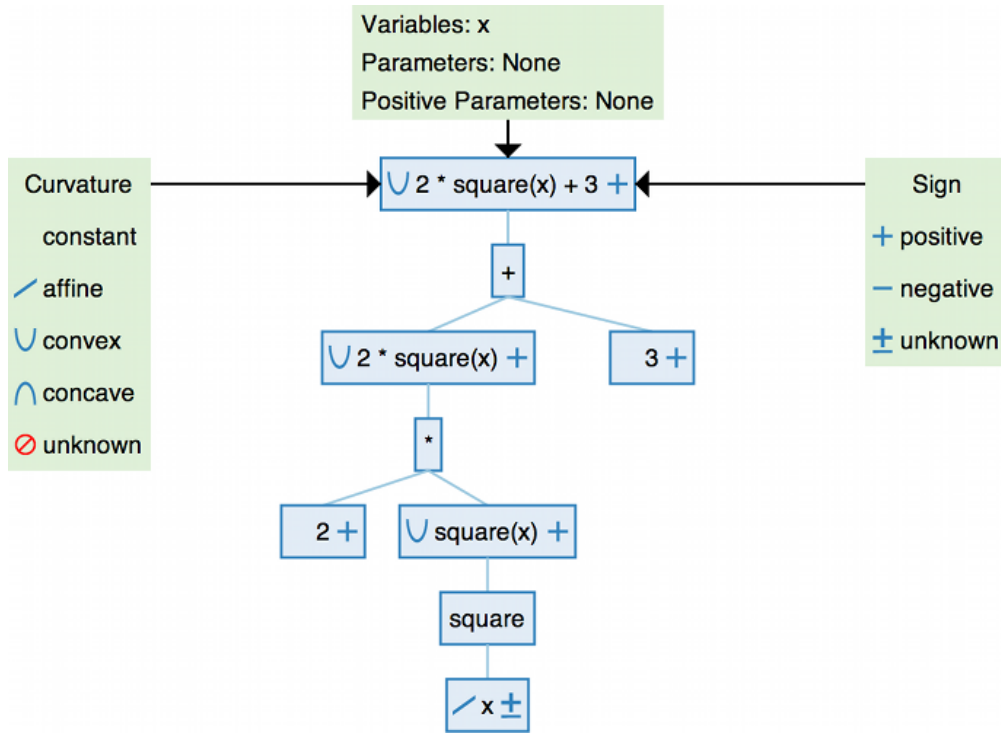 Variables: x
Parameters: None
Positive Parameters: None
Curvature
constant
affine
convex
concave
unknown
2 * square(x) + 3 +
Sign
+ positive
− negative
± unknown
+
2 * square(x) +
3 +
*
2 +
square(x) +
square
x ±